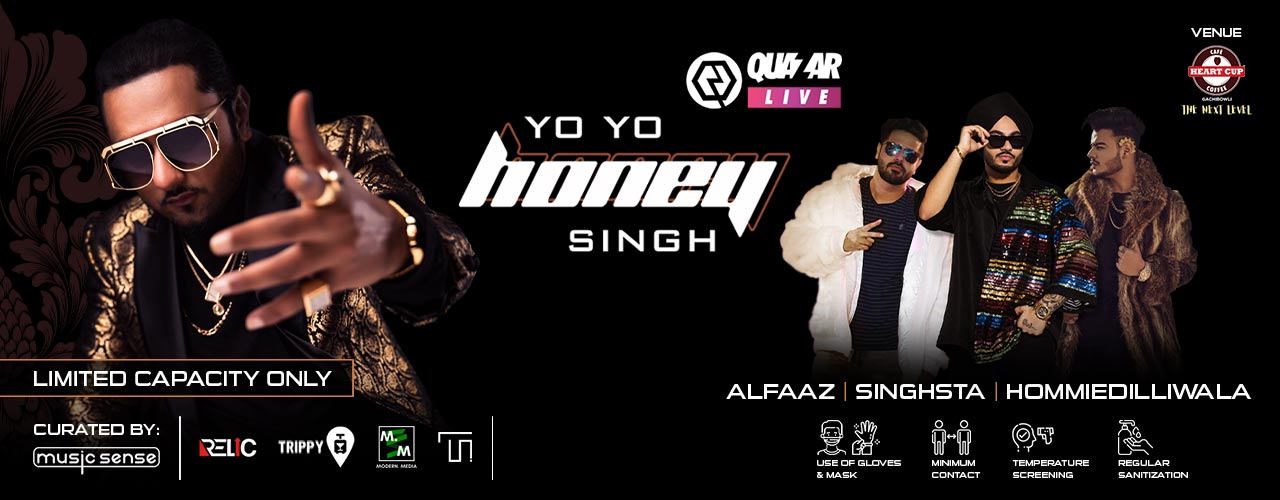 VENUE
CAFE
HEART CUP
COFFEE
GACHIBOWLI
THE NEXT LEVEL
QUASAR
LIVE
YO YO
honey
SINGH
LIMITED CAPACITY ONLY
ALFAAZ | SINGHSTA | HOMMIEDILLIWALA
CURATED BY:
music sense
RELIC
TRIPPY
M.
M
MODERN. MEDIA
USE OF GLOVES
& MASK
MINIMUM
CONTACT
TEMPERATURE
SCREENING
REGULAR
SANITIZATION